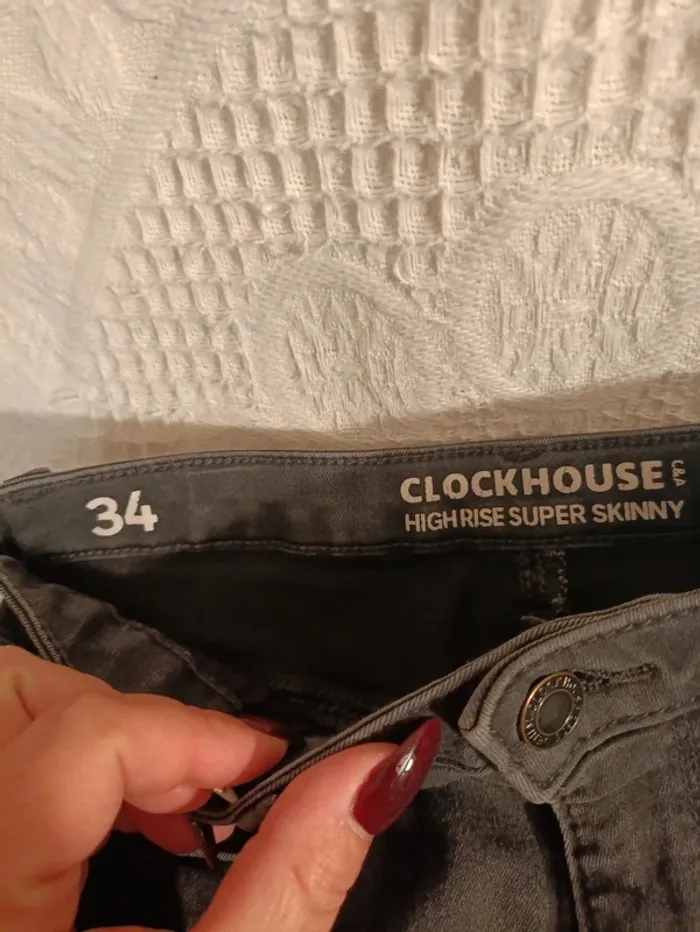 34
CLOCKHOUSE C&A
HIGH RISE SUPER SKINNY